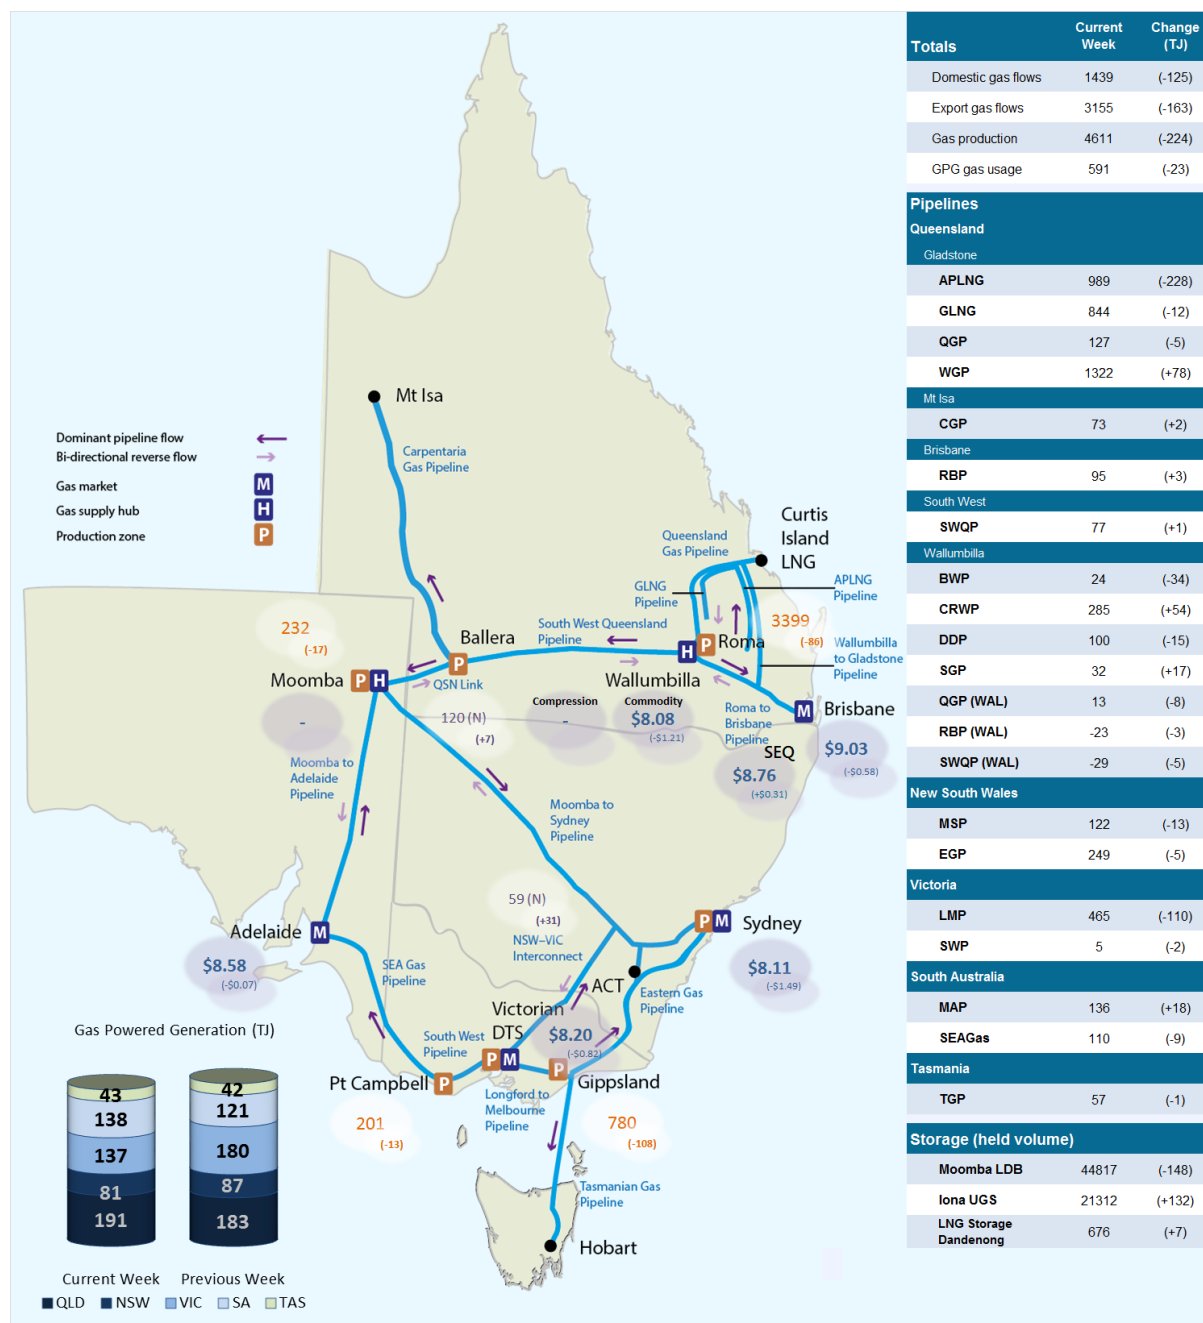 Mt Isa
Dominant pipeline flow
Bi-directional reverse flow
Gas market M
Gas supply hub H
Production zone P
Carpentaria
Gas Pipeline
Curtis
Island
LNG
Queensland
Gas Pipeline
GLNG
Pipeline
APLNG
Pipeline
3399
(-86)
232
(-17)
Ballera
P
South West Queensland
Pipeline
H P Roma
Wallumbilla
to Gladstone
Pipeline
Moomba P H
QSN Link
Wallumbilla
-
120 (N)
(+7)
Compression
-
Commodity
$8.08
(-$1.21)
Roma to
Brisbane
Pipeline
M Brisbane
$9.03
(-$0.58)
SEQ
$8.76
(+$0.31)
Moomba to
Adelaide
Pipeline
Moomba to
Sydney
Pipeline
59 (N)
(+31)
NSW–VIC
Interconnect
P M Sydney
$8.11
(-$1.49)
Adelaide M
$8.58
(-$0.07)
SEA Gas
Pipeline
ACT
Eastern Gas
Pipeline
Victorian
DTS
$8.20
(-$0.82)
South West
Pipeline
P M
P
Gippsland
Pt Campbell P
Longford to
Melbourne
Pipeline
201
(-13)
780
(-108)
Tasmanian Gas
Pipeline
Hobart
Gas Powered Generation (TJ)
43 42
138 121
137 180
81 87
191 183
Current Week Previous Week
QLD NSW VIC SA TAS
Totals Current Week Change (TJ)
Domestic gas flows 1439 (-125)
Export gas flows 3155 (-163)
Gas production 4611 (-224)
GPG gas usage 591 (-23)
Pipelines
Queensland
Gladstone
APLNG 989 (-228)
GLNG 844 (-12)
QGP 127 (-5)
WGP 1322 (+78)
Mt Isa
CGP 73 (+2)
Brisbane
RBP 95 (+3)
South West
SWQP 77 (+1)
Wallumbilla
BWP 24 (-34)
CRWP 285 (+54)
DDP 100 (-15)
SGP 32 (+17)
QGP (WAL) 13 (-8)
RBP (WAL) -23 (-3)
SWQP (WAL) -29 (-5)
New South Wales
MSP 122 (-13)
EGP 249 (-5)
Victoria
LMP 465 (-110)
SWP 5 (-2)
South Australia
MAP 136 (+18)
SEAGas 110 (-9)
Tasmania
TGP 57 (-1)
Storage (held volume)
Moomba LDB 44817 (-148)
Iona UGS 21312 (+132)
LNG Storage
Dandenong 676 (+7)